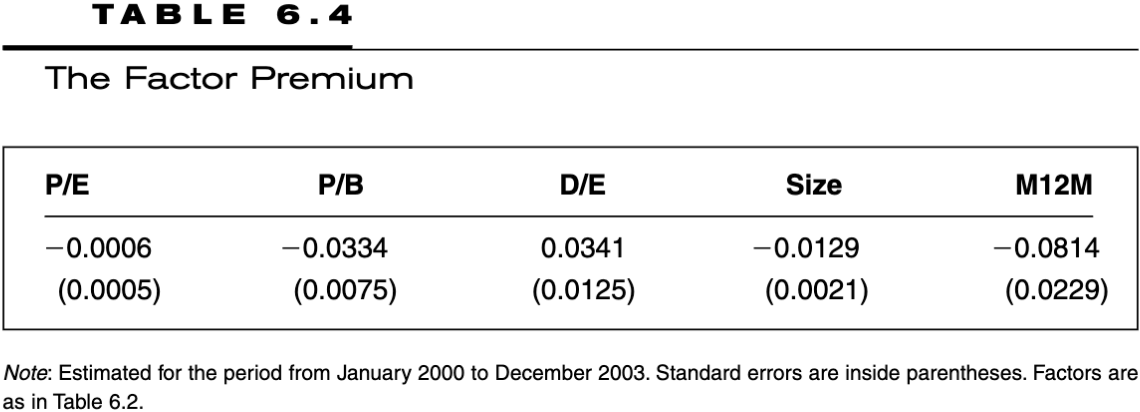 TABLE 6.4
The Factor Premium
P/E P/B D/E Size M12M
−0.0006 −0.0334 0.0341 −0.0129 −0.0814
(0.0005) (0.0075) (0.0125) (0.0021) (0.0229)
Note: Estimated for the period from January 2000 to December 2003. Standard errors are inside parentheses. Factors are
as in Table 6.2.